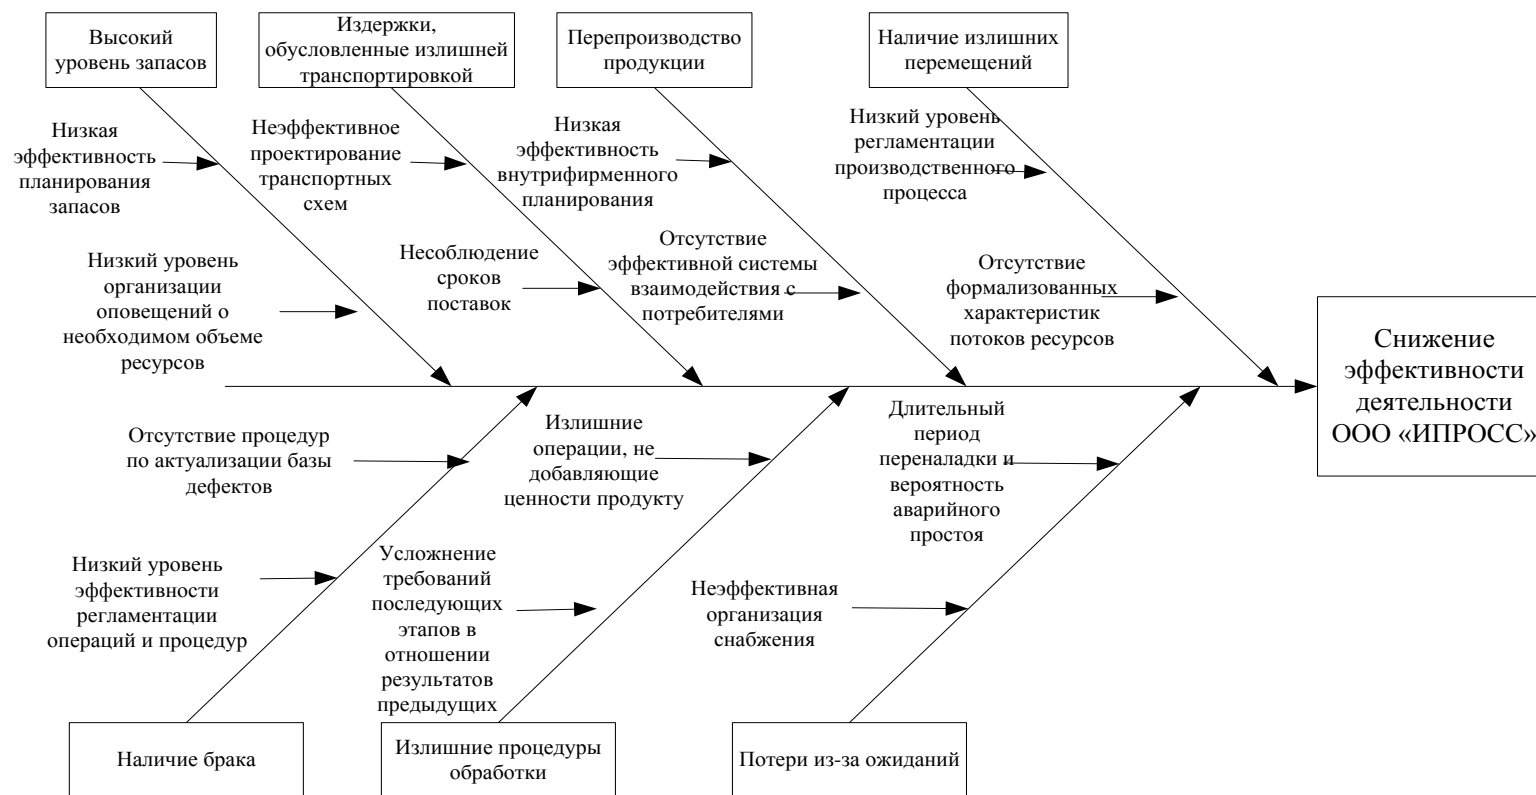 Высокий
уровень запасов
Издержки,
обусловленные излишней
транспортировкой
Перепроизводство
продукции
Наличие излишних
перемещений
Низкая
эффективность
планирования
запасов
Неэффективное
проектирование
транспортных
схем
Низкая
эффективность
внутрифирменного
планирования
Низкий уровень
регламентации
производственного
процесса
Низкий уровень
организации
оповещений о
необходимом объеме
ресурсов
Несоблюдение
сроков
поставок
Отсутствие
эффективной системы
взаимодействия с
потребителями
Отсутствие
формализованных
характеристик
потоков ресурсов
Снижение
эффективности
деятельности
ООО «ИПРОСС»
Отсутствие процедур
по актуализации базы
дефектов
Излишние
операции, не
добавляющие
ценности продукту
Длительный
период
переналадки и
вероятность
аварийного
простоя
Низкий уровень
эффективности
регламентации
операций и процедур
Усложнение
требований
последующих
этапов в
отношении
результатов
предыдущих
Неэффективная
организация
снабжения
Наличие брака
Излишние процедуры
обработки
Потери из-за ожиданий